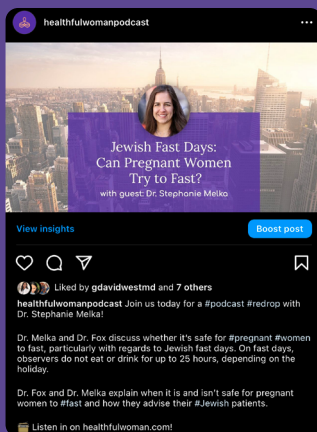 healthfulwomanpodcast
Jewish Fast Days:
Can Pregnant Women
Try to Fast?
with guest: Dr. Stephanie Melka
View insights
Boost post
Liked by gdavidwestmd and 7 others
healthfulwomanpodcast Join us today for a #podcast #redrop with
Dr. Stephanie Melka!
Dr. Melka and Dr. Fox discuss whether it's safe for #pregnant #women
to fast, particularly with regards to Jewish fast days. On fast days,
observers do not eat or drink for up to 25 hours, depending on the
holiday.
Dr. Fox and Dr. Melka explain when it is and isn't safe for pregnant
women to #fast and how they advise their #Jewish patients.
Listen in on healthfulwoman.com!